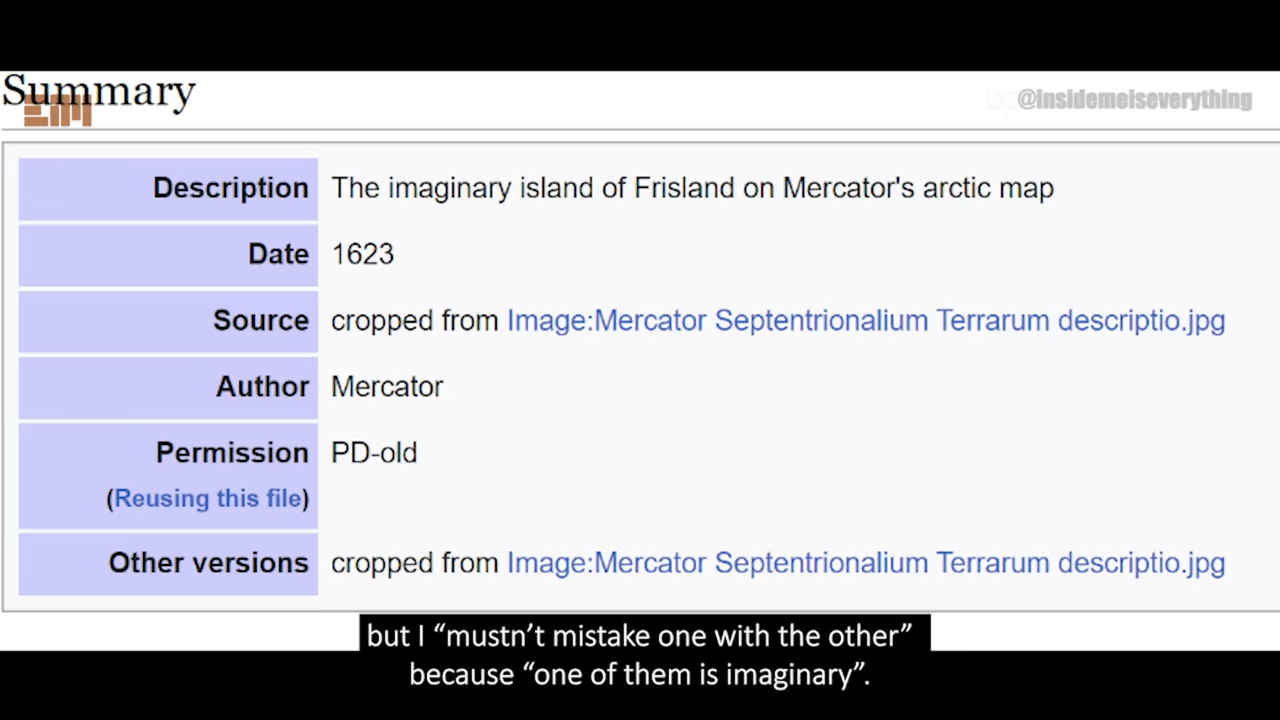 Summary
EIM
@insidemeiseverything
Description The imaginary island of Frisland on Mercator's arctic map
Date 1623
Source cropped from Image:Mercator Septentrionalium Terrarum descriptio.jpg
Author Mercator
Permission PD-old
(Reusing this file)
Other versions cropped from Image:Mercator Septentrionalium Terrarum descriptio.jpg
but I “mustn’t mistake one with the other”
because “one of them is imaginary”.